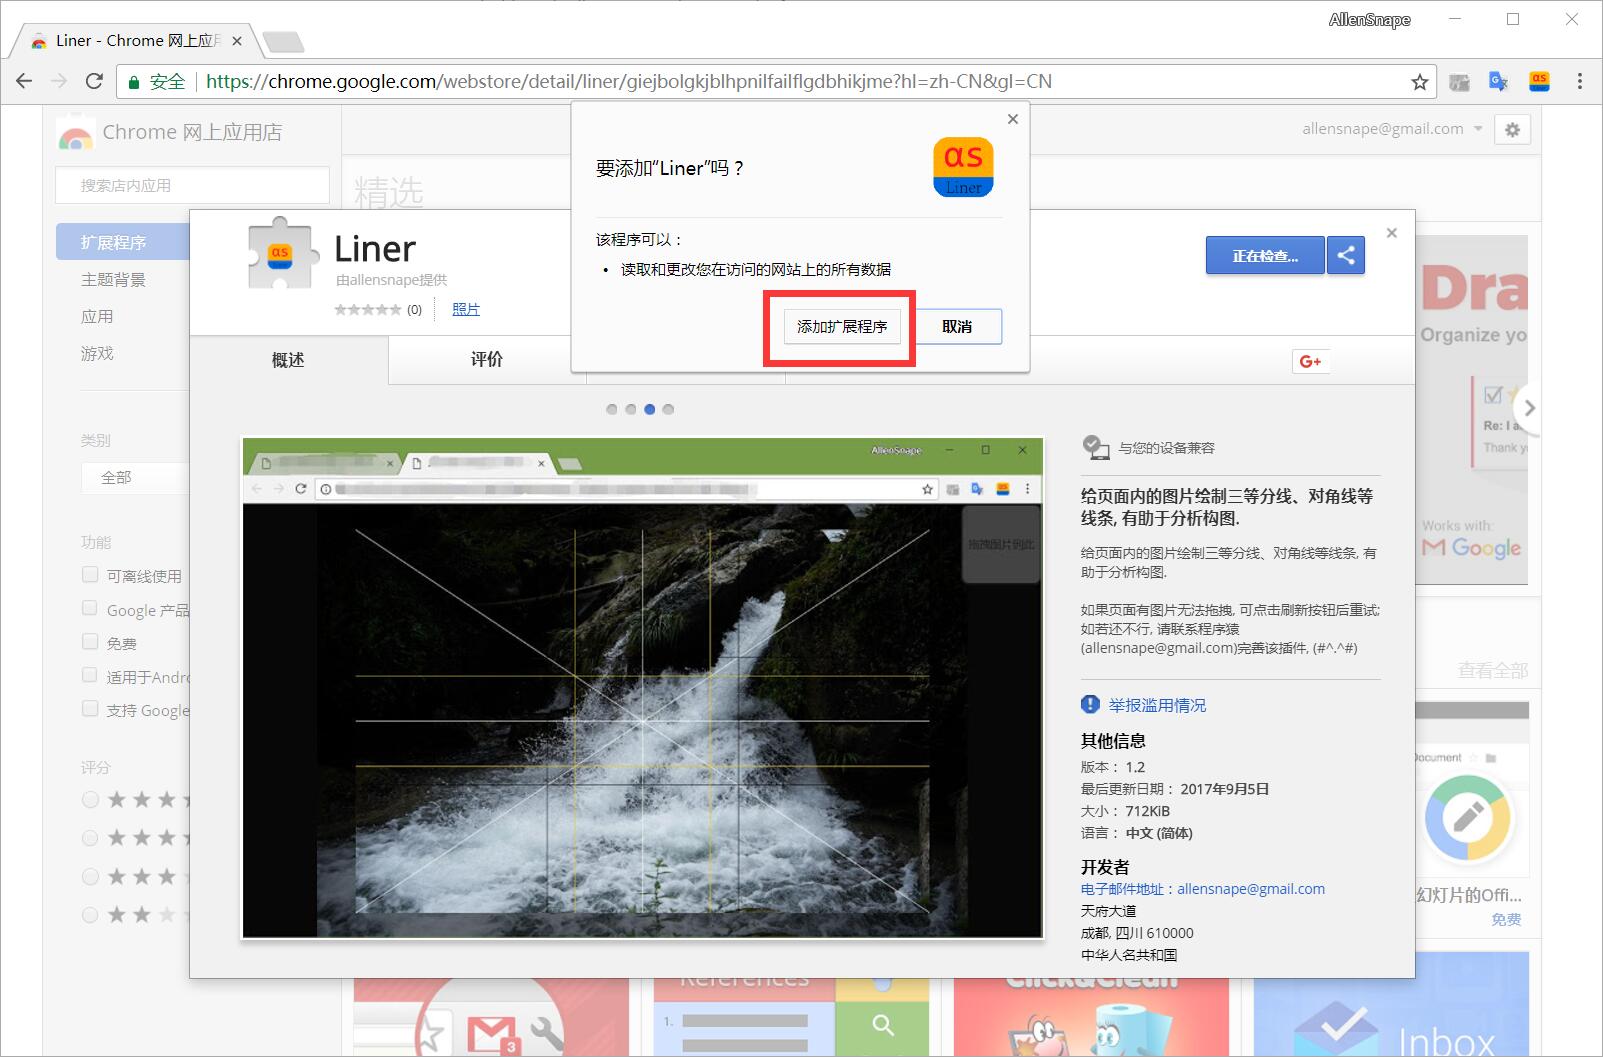 AllenSnape
Liner - Chrome 网上应用
安全
https://chrome.google.com/webstore/detail/liner/giejbolgkjblhpnilfailflgdbhikjme?hl=zh-CN&gl=CN
Chrome 网上应用店
allensnape@gmail.com
搜索店内应用
精选
要添加“Liner”吗？
αs
Liner
该程序可以：
• 读取和更改您在访问的网站上的所有数据
添加扩展程序
取消
扩展程序
主题背景
应用
游戏
类别
全部
功能
可离线使用
Google 产品
免费
适用于Andro
支持 Google
评分
αs
Liner
由allensnape提供
(0)
照片
正在检查...
概述
评价
G+
AllenSnape
拖拽图片到此
与您的设备兼容
给页面内的图片绘制三等分线、对角线等
线条, 有助于分析构图.
给页面内的图片绘制三等分线、对角线等线条, 有
助于分析构图.
如果页面有图片无法拖拽, 可点击刷新按钮后重试;
如若还不行, 请联系程序猿
(allensnape@gmail.com)完善该插件, (#^.^#)
举报滥用情况
其他信息
版本： 1.2
最后更新日期： 2017年9月5日
大小： 712KiB
语言： 中文 (简体)
开发者
电子邮件地址：allensnape@gmail.com
天府大道
成都, 四川 610000
中华人名共和国
Dra
Organize yo
Re: I a
Thank y
Works with:
Google
查看全部
Document
幻灯片的Offi...
免费
3
References
1.
Click&Clean
Inbox